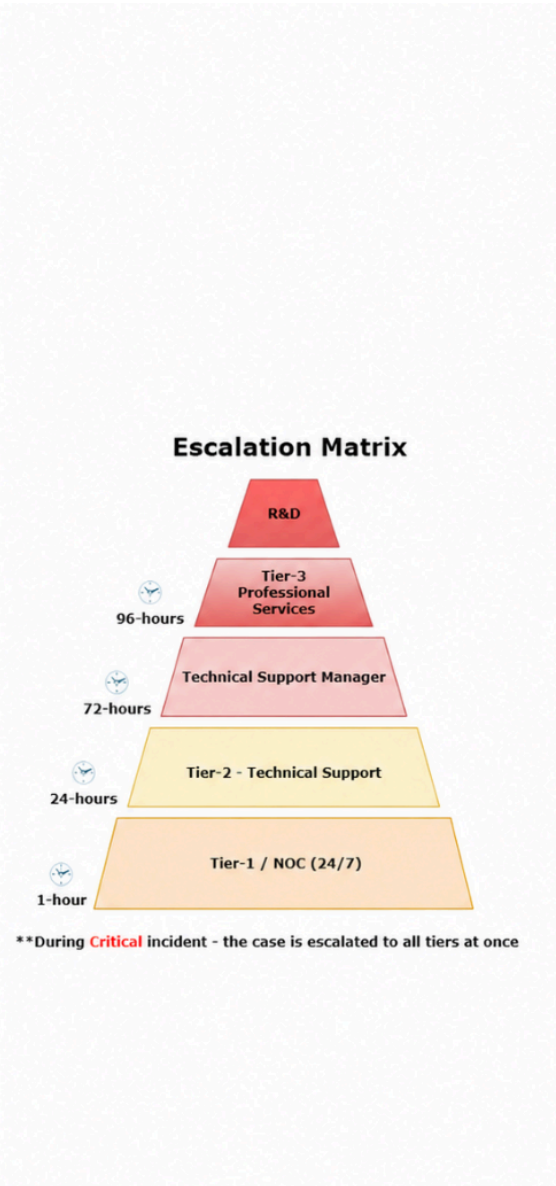 Escalation Matrix
R&D
Tier-3
Professional
Services
96-hours
Technical Support Manager
72-hours
Tier-2 - Technical Support
24-hours
Tier-1 / NOC (24/7)
1-hour
**During Critical incident - the case is escalated to all tiers at once